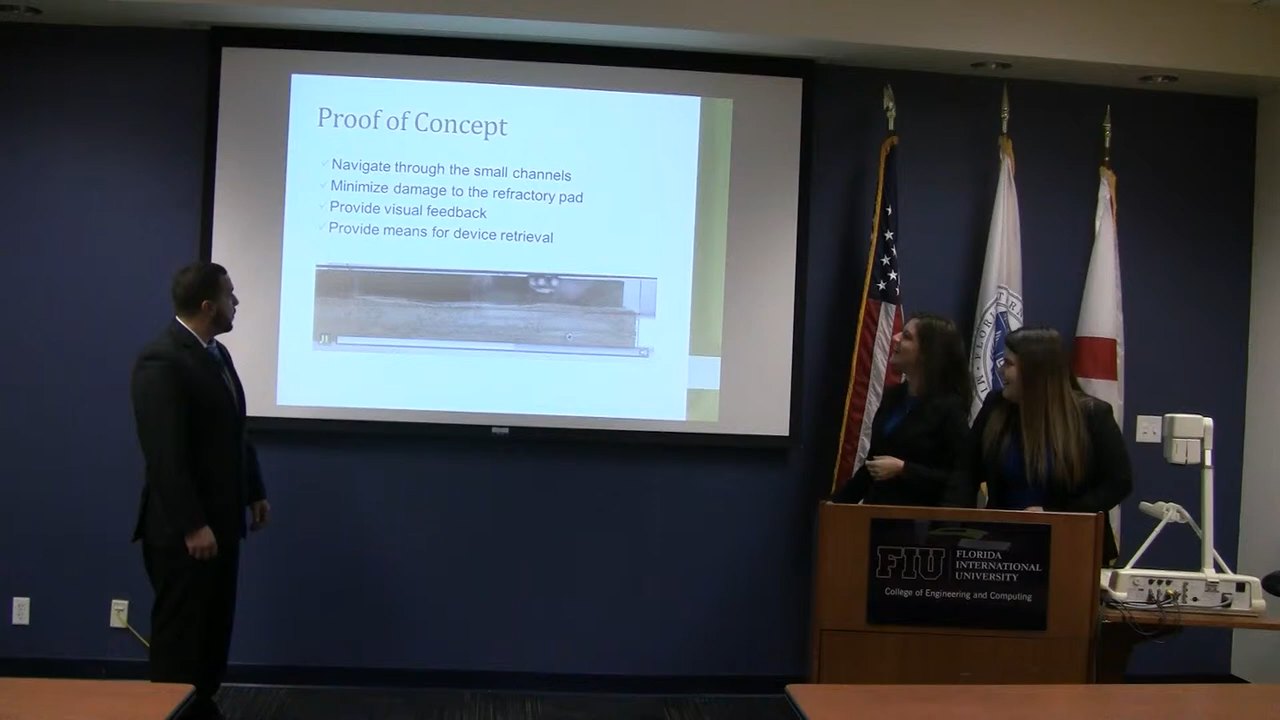 Proof of Concept
Navigate through the small channels
Minimize damage to the refractory pad
Provide visual feedback
Provide means for device retrieval
FIU
FLORIDA
INTERNATIONAL
UNIVERSITY
College of Engineering and Computing